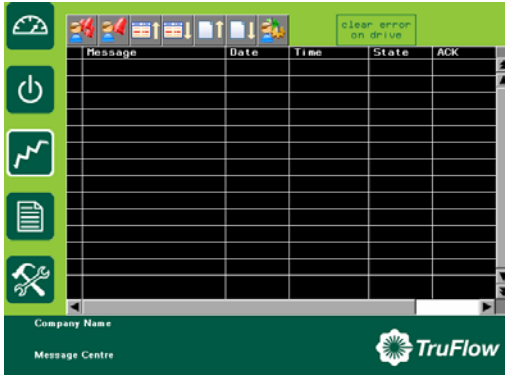 clear error
on drive
Message Date Time State ACK
Company Name
Message Centre
TruFlow